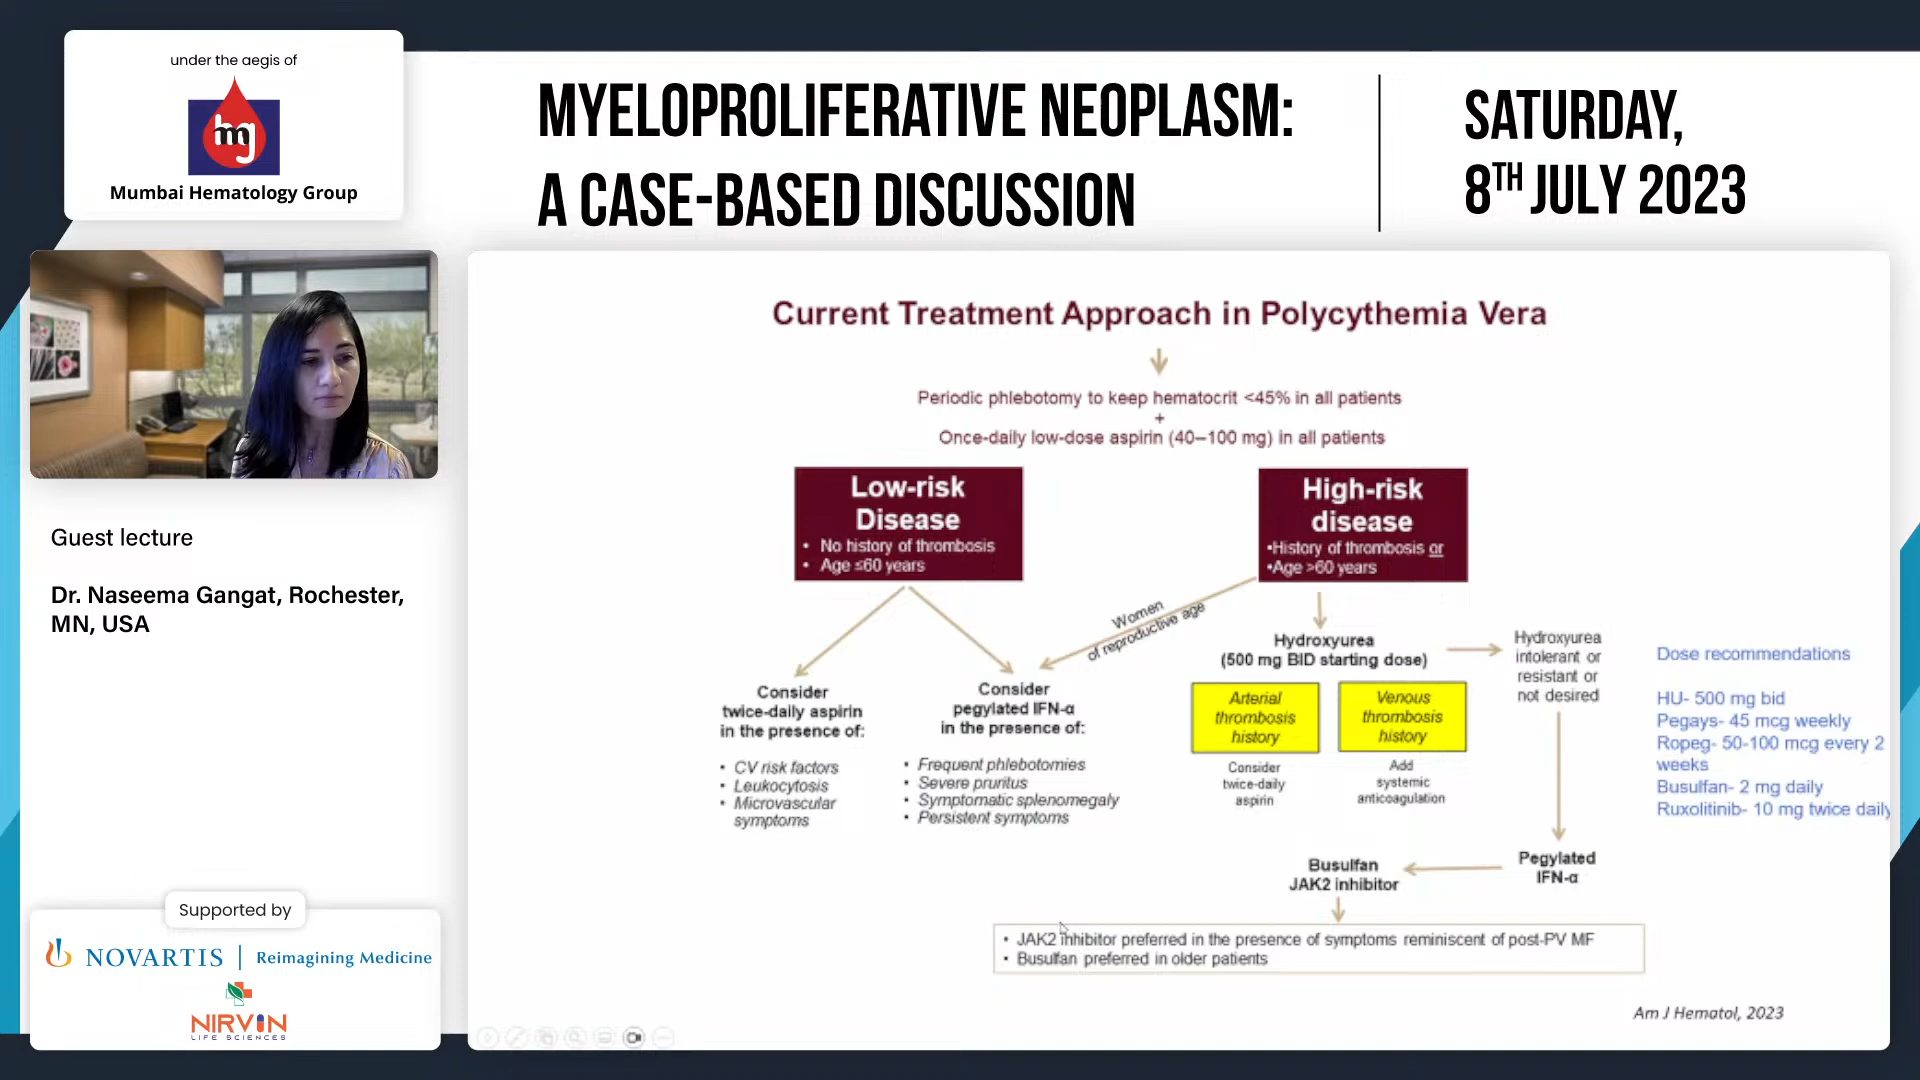 under the aegis of
mg
Mumbai Hematology Group
MYELOPROLIFERATIVE NEOPLASM:
A CASE-BASED DISCUSSION
SATURDAY,
8TH JULY 2023
Guest lecture
Dr. Naseema Gangat, Rochester,
MN, USA
Supported by
NOVARTIS | Reimagining Medicine
NIRVIN
LIFE SCIENCES
Current Treatment Approach in Polycythemia Vera
Periodic phlebotomy to keep hematocrit <45% in all patients
+
Once-daily low-dose aspirin (40–100 mg) in all patients
Low-risk
Disease
• No history of thrombosis
• Age ≤60 years
High-risk
disease
•History of thrombosis or
•Age >60 years
Women
of reproductive age
Consider
twice-daily aspirin
in the presence of:
• CV risk factors
• Leukocytosis
• Microvascular
symptoms
Consider
pegylated IFN-α
in the presence of:
• Frequent phlebotomies
• Severe pruritus
• Symptomatic splenomegaly
• Persistent symptoms
Hydroxyurea
(500 mg BID starting dose)
Arterial
thrombosis
history
Consider
twice-daily
aspirin
Venous
thrombosis
history
Add
systemic
anticoagulation
Hydroxyurea
intolerant or
resistant or
not desired
Pegylated
IFN-α
Busulfan
JAK2 inhibitor
• JAK2 inhibitor preferred in the presence of symptoms reminiscent of post-PV MF
• Busulfan preferred in older patients
Dose recommendations
HU- 500 mg bid
Pegays- 45 mcg weekly
Ropeg- 50-100 mcg every 2
weeks
Busulfan- 2 mg daily
Ruxolitinib- 10 mg twice daily
Am J Hematol, 2023